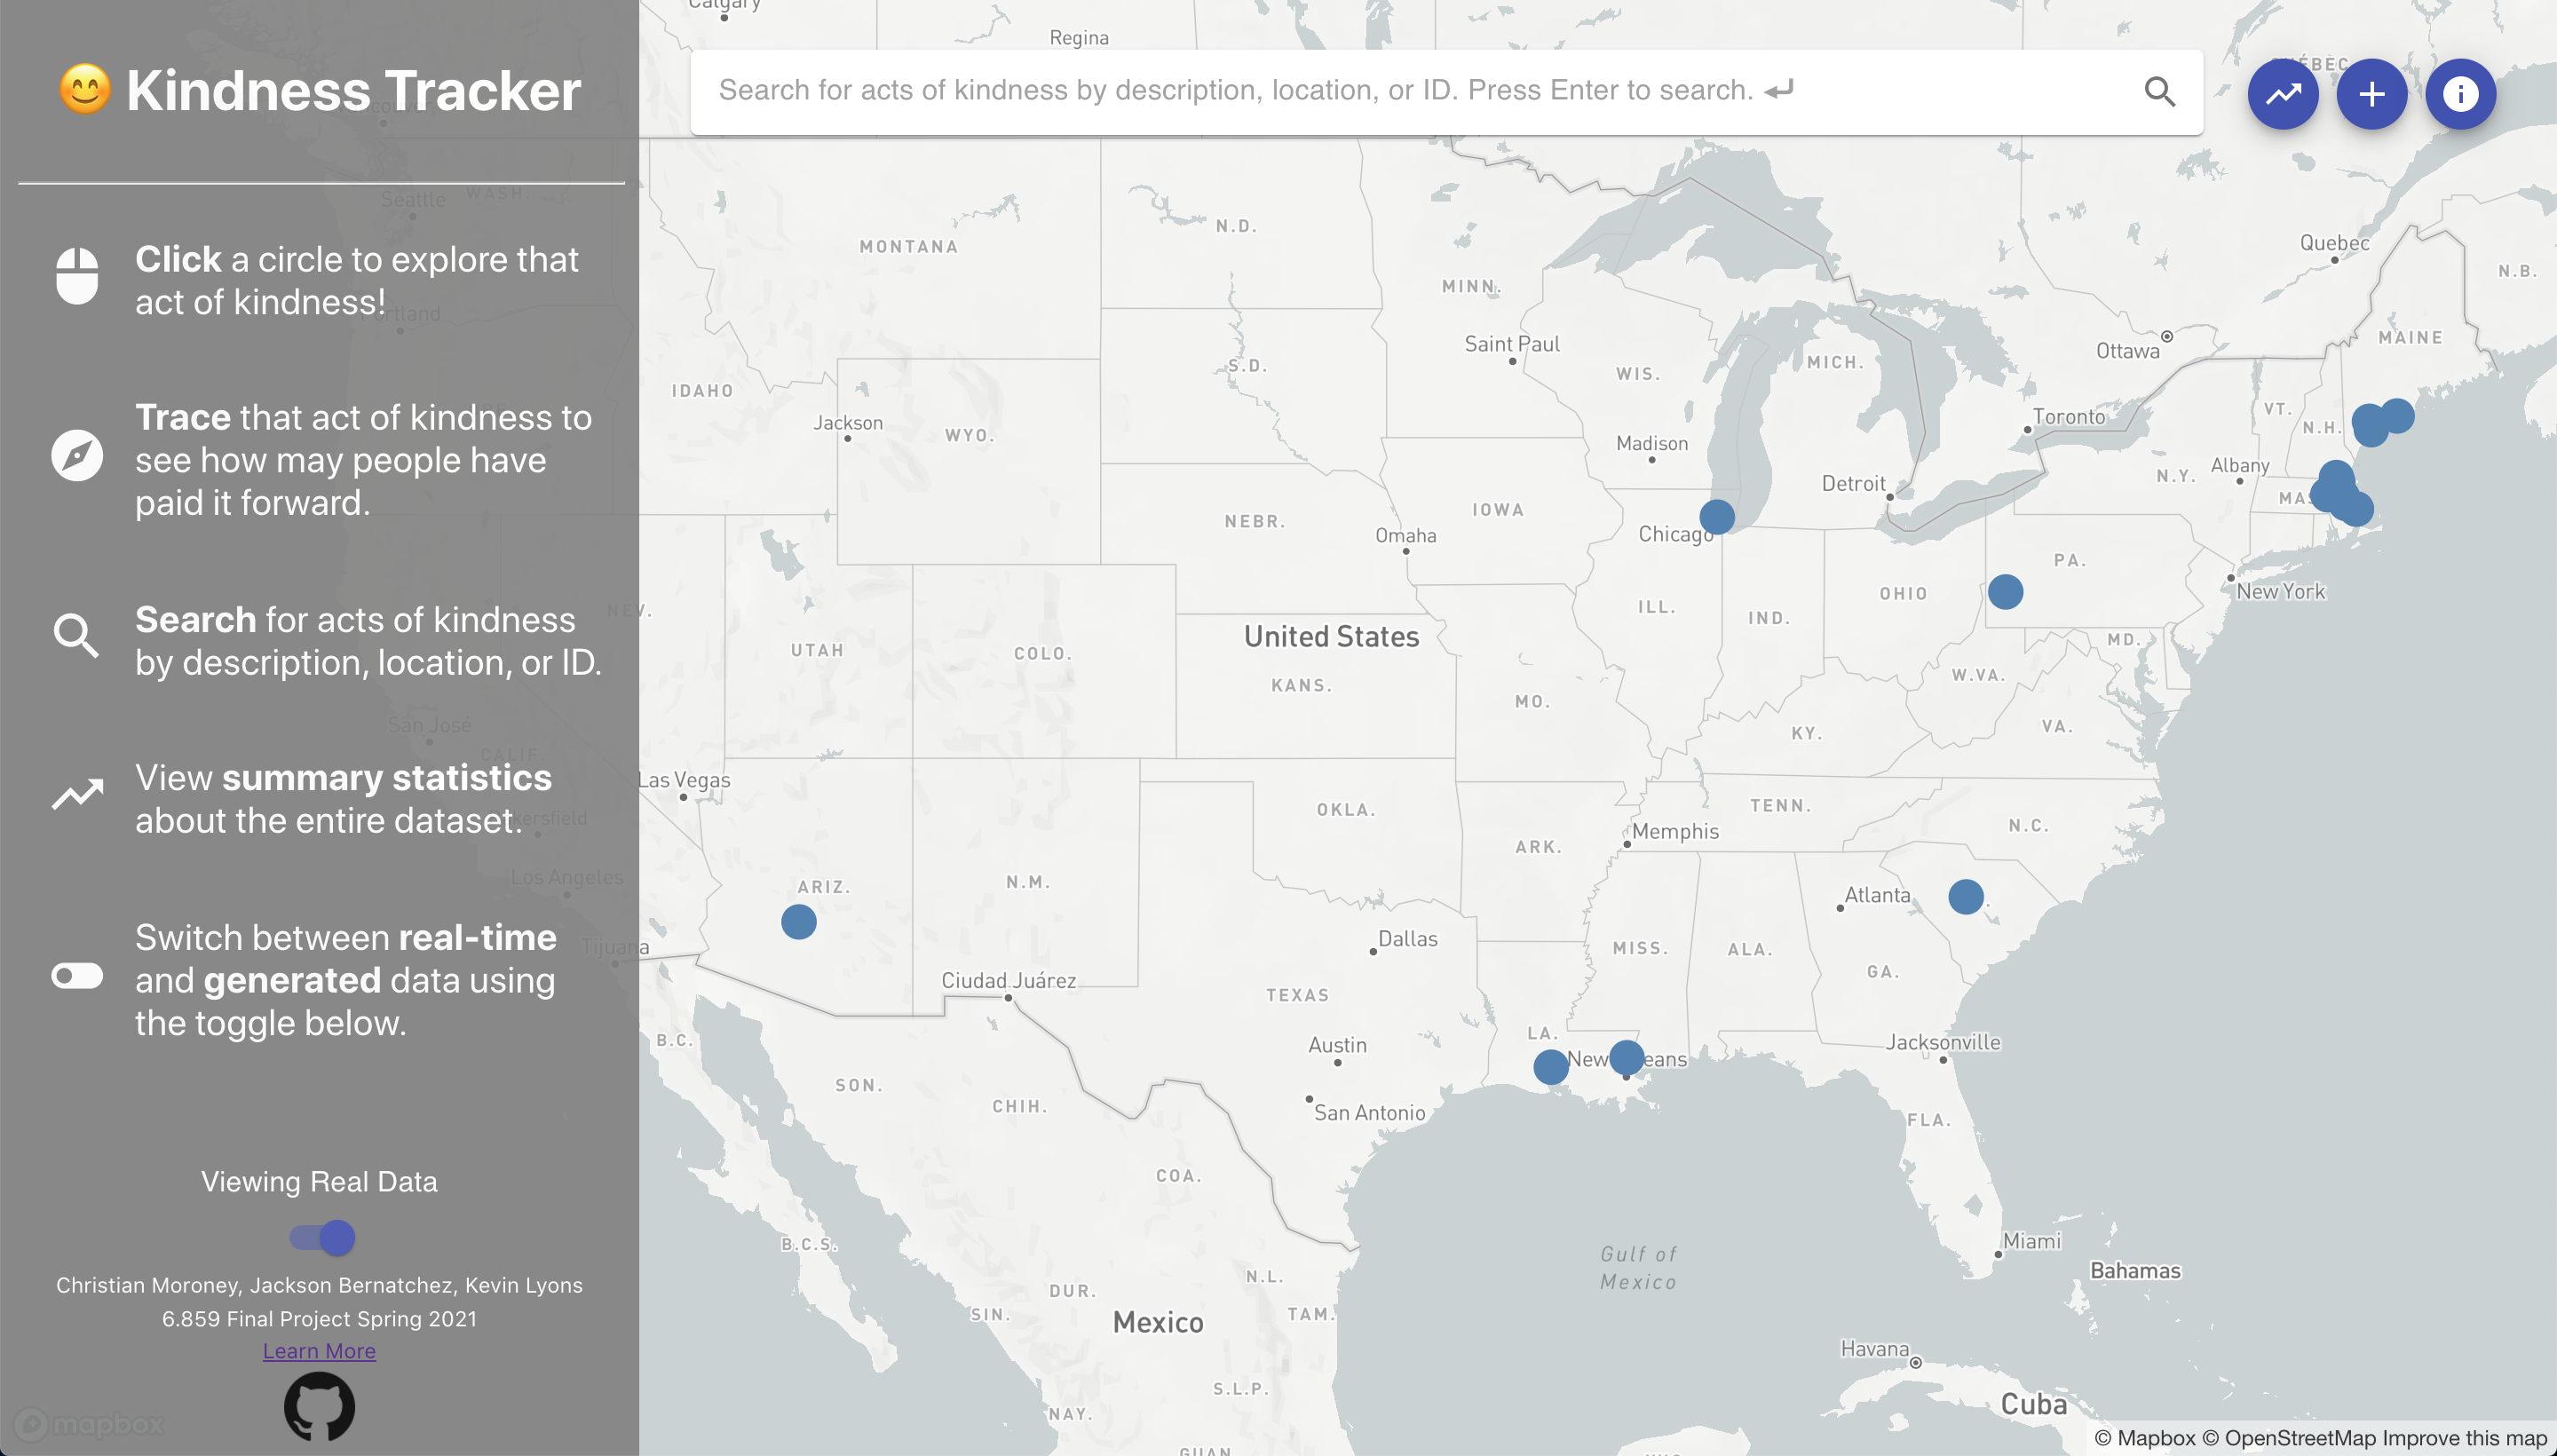 😊 Kindness Tracker
Click a circle to explore that
act of kindness!
Trace that act of kindness to
see how may people have
paid it forward.
Search for acts of kindness
by description, location, or ID.
View summary statistics
about the entire dataset.
Switch between real-time
and generated data using
the toggle below.
Viewing Real Data
Christian Moroney, Jackson Bernatchez, Kevin Lyons
6.859 Final Project Spring 2021
Learn More
mapbox
Search for acts of kindness by description, location, or ID. Press Enter to search.
Calgary
Regina
QUÉBEC
Seattle
WASH.
MONTANA
N.D.
Quebec
N.B.
MINN.
Ottawa
MAINE
Saint Paul
S.D.
WIS.
MICH.
IDAHO
Jackson
WYO.
Toronto
VT.
N.H.
Madison
Albany
N.Y.
Detroit
MAS
IOWA
NEBR.
Omaha
Chicago
PA.
New York
OHIO
NEV.
ILL.
IND.
United States
UTAH
COLO.
MD.
KANS.
W.VA.
MO.
San José
CALIF.
KY.
VA.
Las Vegas
OKLA.
TENN.
N.C.
Memphis
ARK.
Los Angeles
ARIZ.
N.M.
Atlanta
Tijuana
Dallas
MISS.
ALA.
GA.
Ciudad Juárez
TEXAS
LA.
B.C.
Austin
Jacksonville
New
eans
SON.
CHIH.
San Antonio
FLA.
COA.
B.C.S.
Miami
Gulf of
Mexico
Bahamas
N.L.
DUR.
SIN.
TAM.
Mexico
Havana
S.L.P.
Cuba
NAY.
GUAN
© Mapbox © OpenStreetMap Improve this map